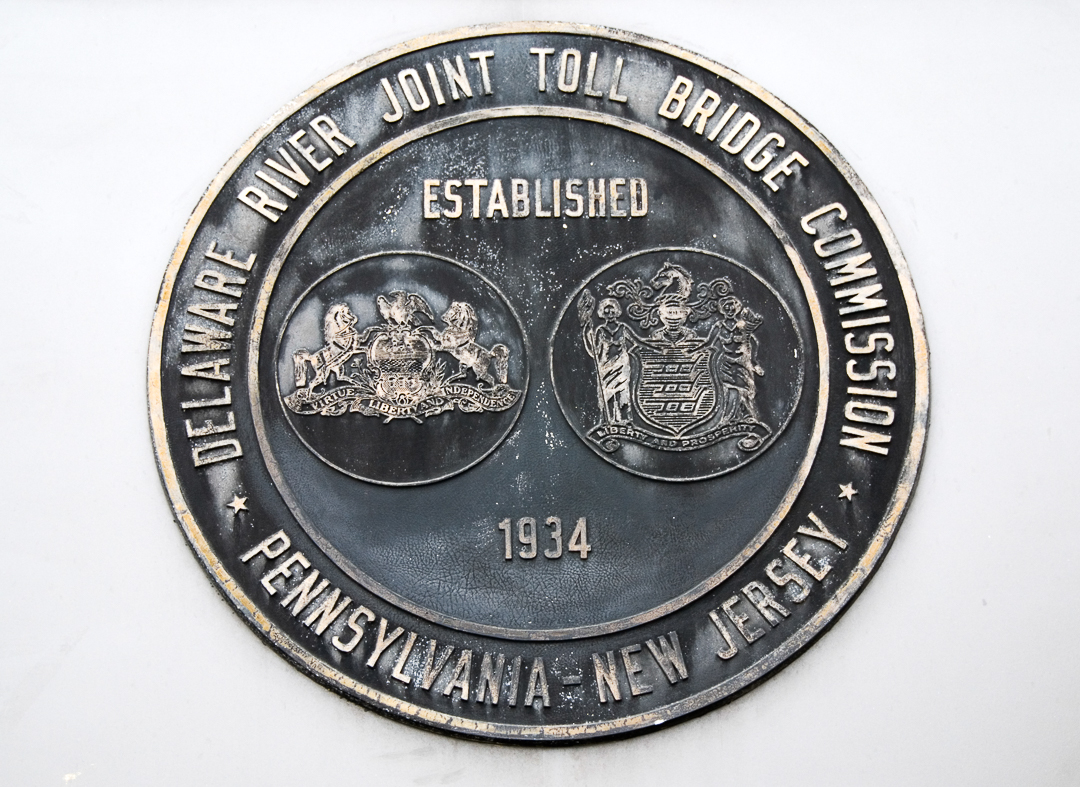 DELAWARE RIVER JOINT TOLL BRIDGE COMMISSION
ESTABLISHED
VIRTUE LIBERTY AND INDEPENDENCE
LIBERTY AND PROSPERITY
1934
PENNSYLVANIA-NEW JERSEY